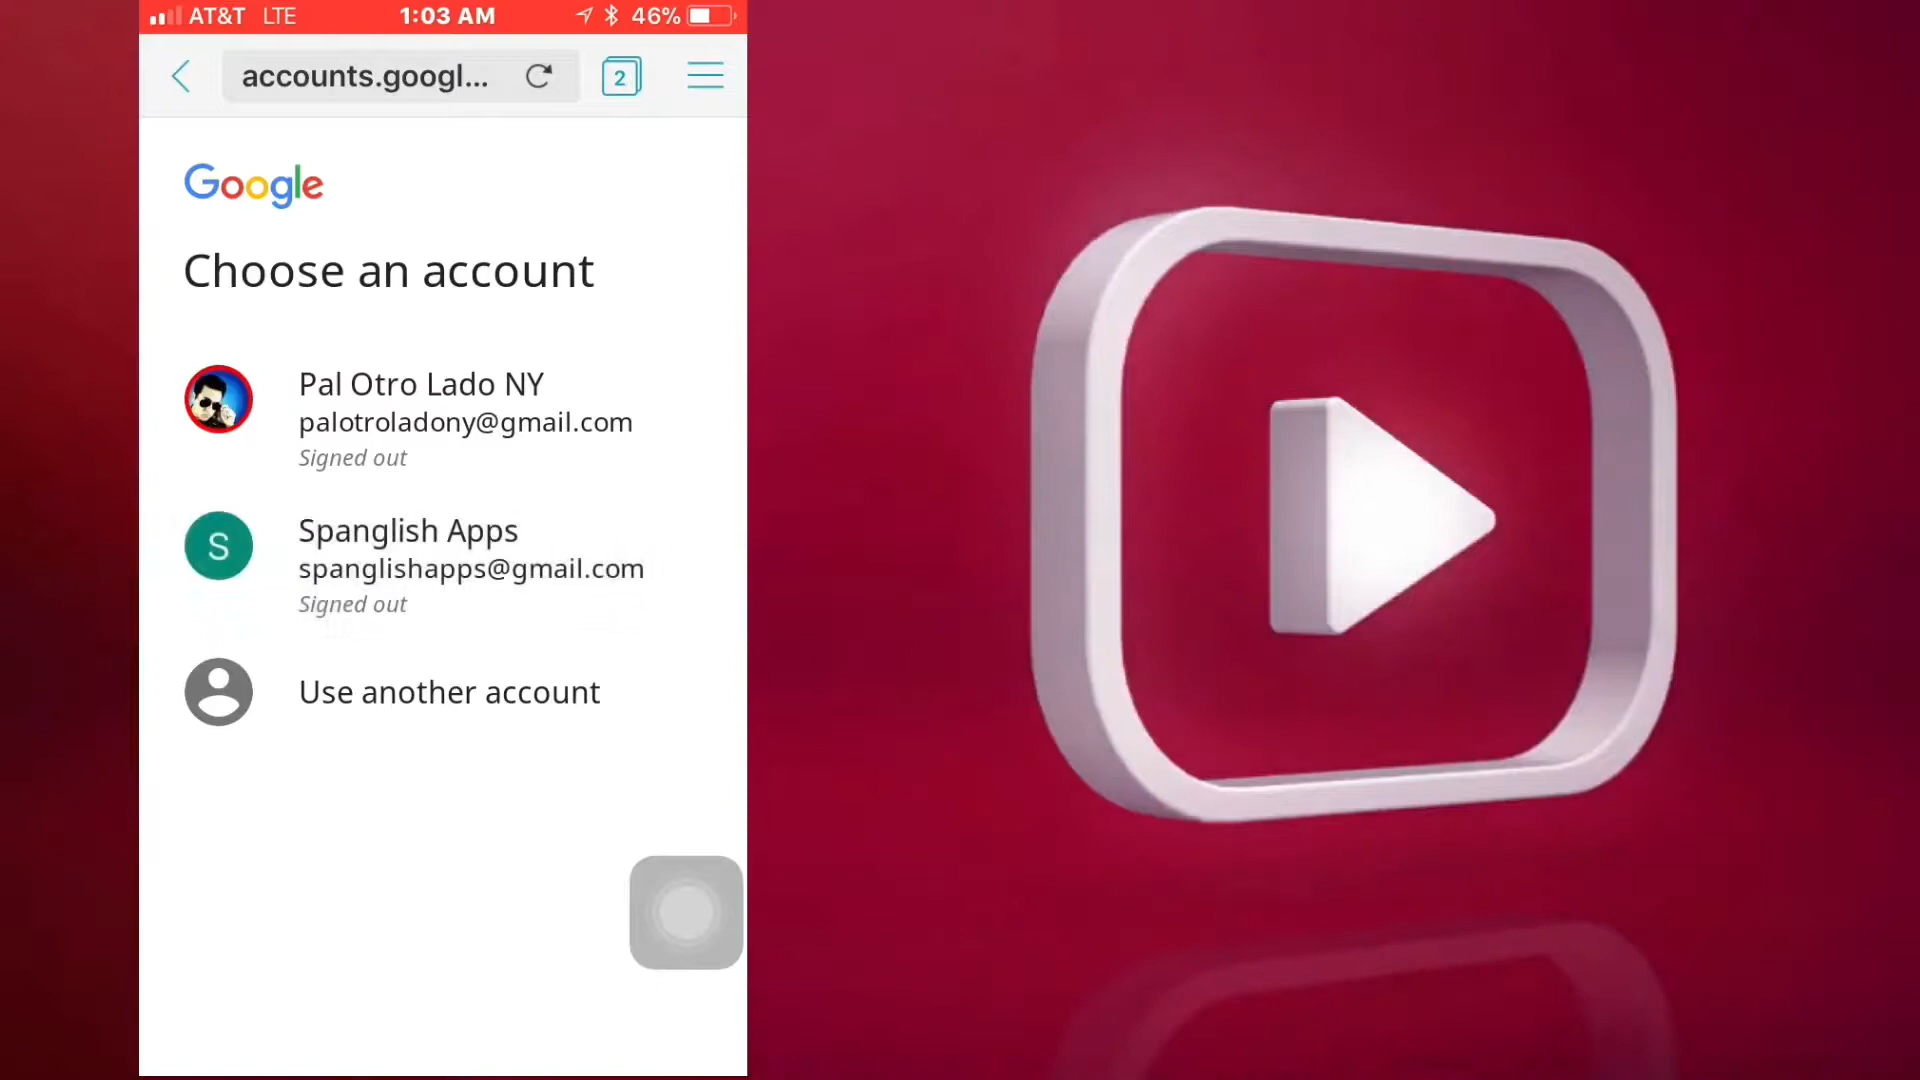 AT&T LTE 1:03 AM 46%
accounts.googl... 2
Google
Choose an account
Pal Otro Lado NY
palotroladony@gmail.com
Signed out
S
Spanglish Apps
spanglishapps@gmail.com
Signed out
Use another account